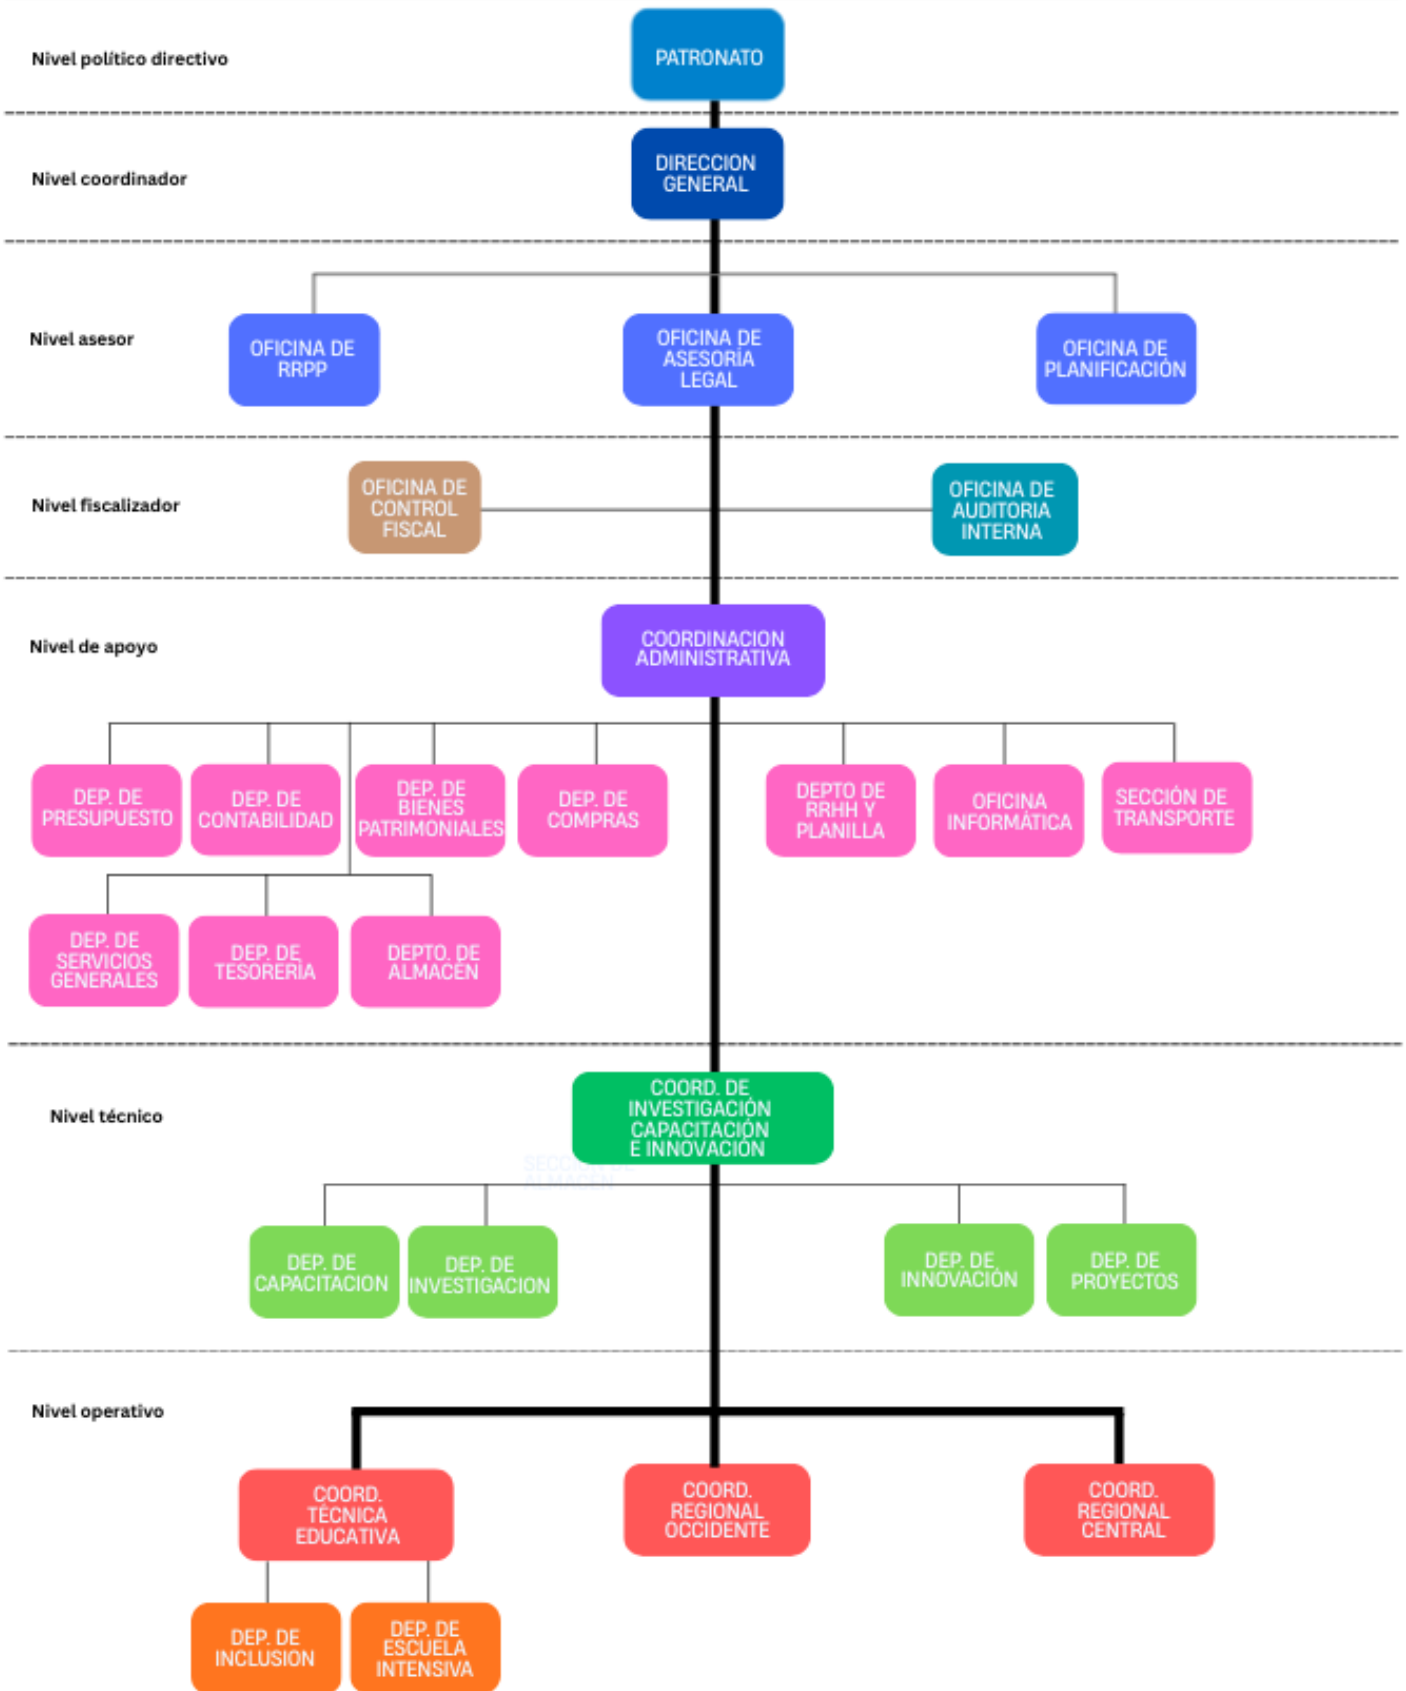 Nivel político directivo
PATRONATO
Nivel coordinador
DIRECCION
GENERAL
Nivel asesor
OFICINA DE
RRPP
OFICINA DE
ASESORÍA
LEGAL
OFICINA DE
PLANIFICACIÓN
Nivel fiscalizador
OFICINA DE
CONTROL
FISCAL
OFICINA DE
AUDITORIA
INTERNA
Nivel de apoyo
COORDINACION
ADMINISTRATIVA
DEP. DE
PRESUPUESTO
DEP. DE
CONTABILIDAD
DEP. DE
BIENES
PATRIMONIALES
DEP. DE
COMPRAS
DEPTO DE
RRHH Y
PLANILLA
OFICINA
INFORMÁTICA
SECCIÓN DE
TRANSPORTE
DEP. DE
SERVICIOS
GENERALES
DEP. DE
TESORERÍA
DEPTO. DE
ALMACÉN
Nivel técnico
COORD. DE
INVESTIGACIÓN
CAPACITACIÓN
E INNOVACIÓN
SECCIÓN DE
ALMACEN
DEP. DE
CAPACITACION
DEP. DE
INVESTIGACION
DEP. DE
INNOVACIÓN
DEP. DE
PROYECTOS
Nivel operativo
COORD.
TÉCNICA
EDUCATIVA
COORD.
REGIONAL
OCCIDENTE
COORD.
REGIONAL
CENTRAL
DEP. DE
INCLUSION
DEP. DE
ESCUELA
INTENSIVA